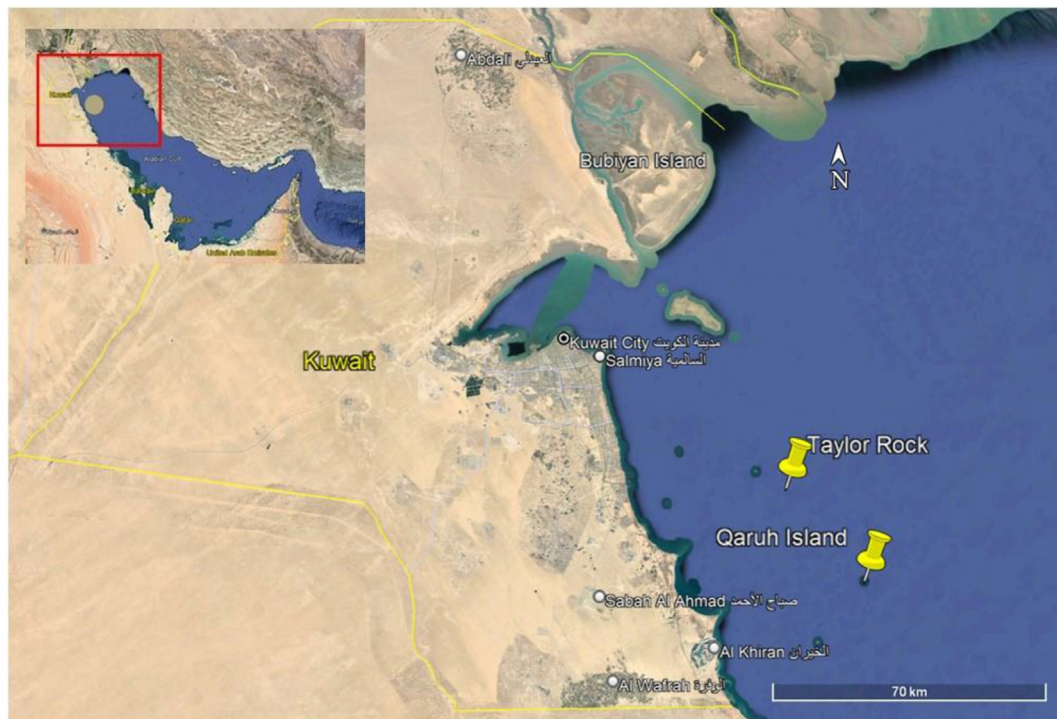 Abdali العبدلي
Kuwait
Arabian Gulf
Qatar
United Arab Emirates
Bubiyan Island
N
Kuwait City مدينة الكويت
Salmiya السالمية
Kuwait
Taylor Rock
Qaruh Island
Sabah Al Ahmad صباح الأحمد
Al Khiran الخيران
Al Wafrah الوفرة
70 km